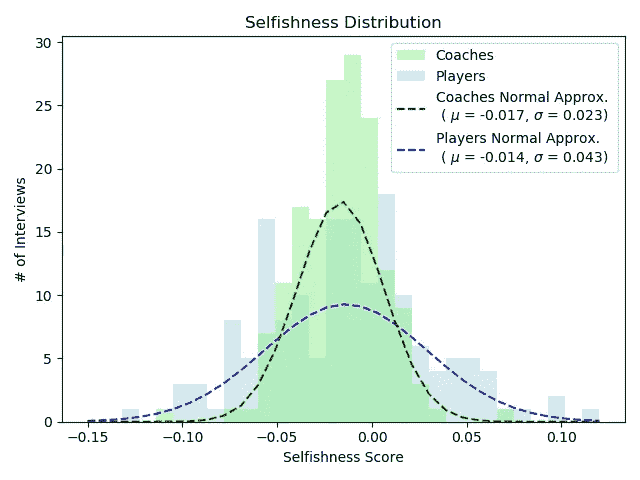 Selfishness Distribution
30
25
20
15
10
5
0
# of Interviews
Coaches
Players
Coaches Normal Approx.
( μ = -0.017, σ = 0.023)
Players Normal Approx.
( μ = -0.014, σ = 0.043)
−0.15 −0.10 −0.05 0.00 0.05 0.10
Selfishness Score